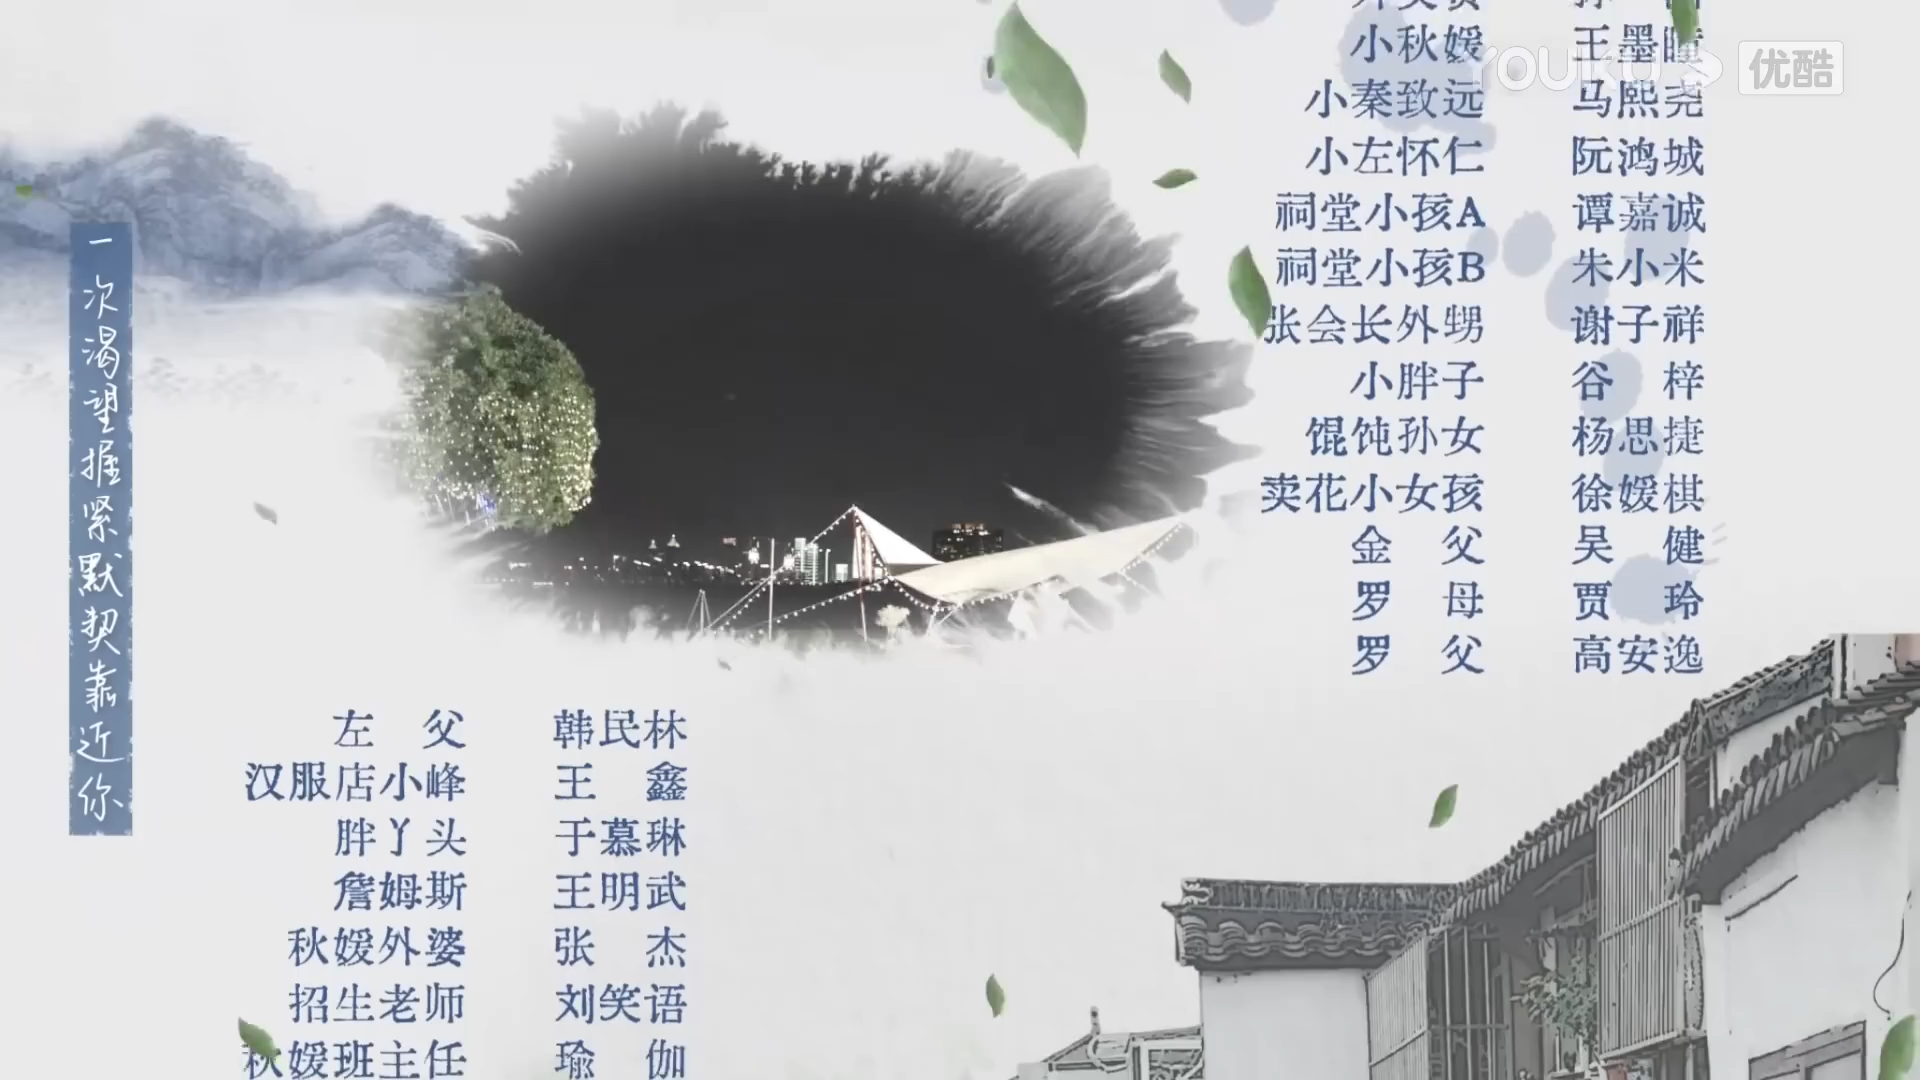 一次渴望握紧默契靠近你
YOUKU 优酷
小秋媛 王墨瞳
小秦致远 马熙尧
小左怀仁 阮鸿城
祠堂小孩A 谭嘉诚
祠堂小孩B 朱小米
张会长外甥 谢子祥
小胖子 谷梓
馄饨孙女 杨思捷
卖花小女孩 徐媛棋
金父 吴健
罗母 贾玲
罗父 高安逸
左父 韩民林
汉服店小峰 王鑫
胖丫头 于慕琳
詹姆斯 王明武
秋媛外婆 张杰
招生老师 刘笑语
秋媛班主任 瑜伽